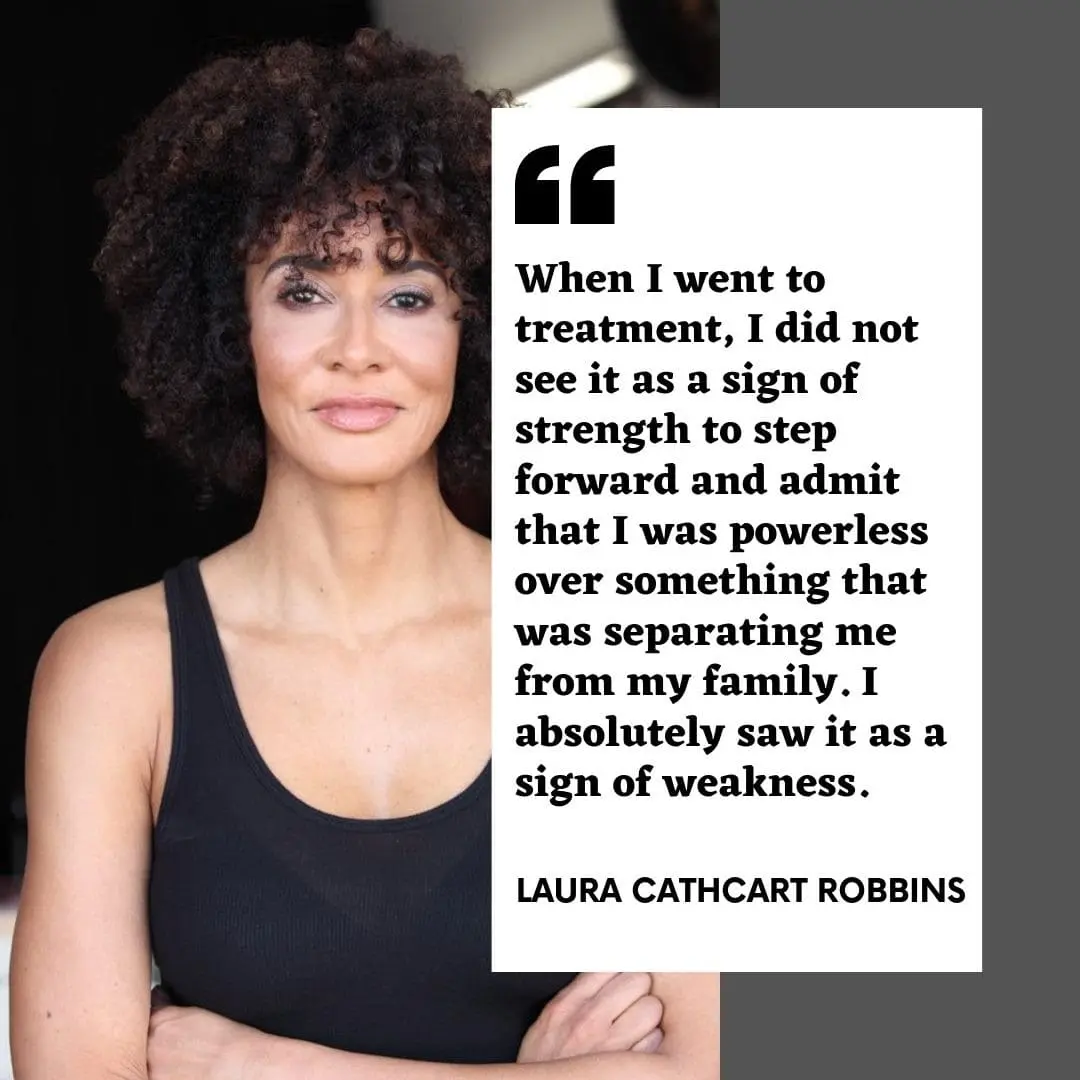 “
When I went to
treatment, I did not
see it as a sign of
strength to step
forward and admit
that I was powerless
over something that
was separating me
from my family. I
absolutely saw it as a
sign of weakness.
LAURA CATHCART ROBBINS